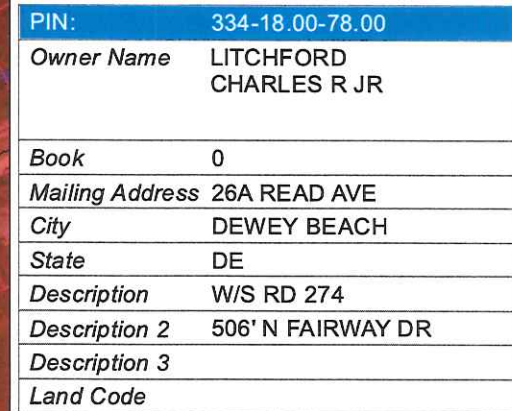 PIN: 334-18.00-78.00
Owner Name LITCHFORD
CHARLES R JR
Book 0
Mailing Address 26A READ AVE
City DEWEY BEACH
State DE
Description W/S RD 274
Description 2 506' N FAIRWAY DR
Description 3
Land Code